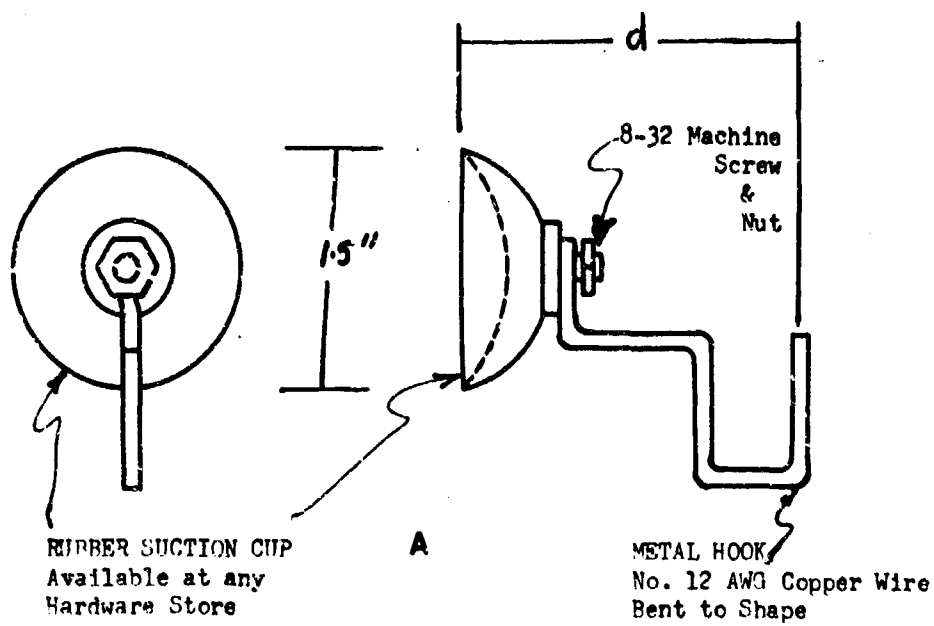 d
8-32 Machine
Screw
&
Nut
1.5"
RUBBER SUCTION CUP
Available at any
Hardware Store
A
METAL HOOK
No. 12 AWG Copper Wire
Bent to Shape